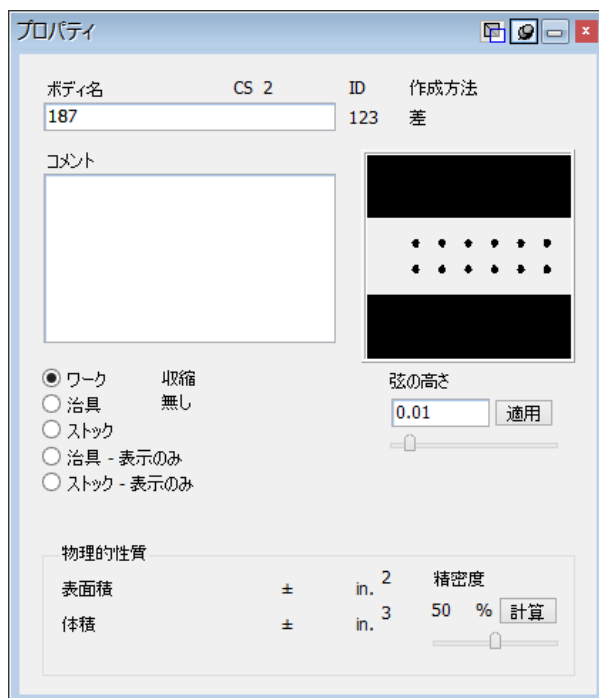 プロパティ
ボディ名 CS 2 ID 作成方法
187 123 差
コメント
ワーク 収縮
治具 無し
ストック
治具 - 表示のみ
ストック - 表示のみ
弦の高さ
0.01 適用
物理的性質
表面積 ± in. 2 精密度
体積 ± in. 3 50 % 計算